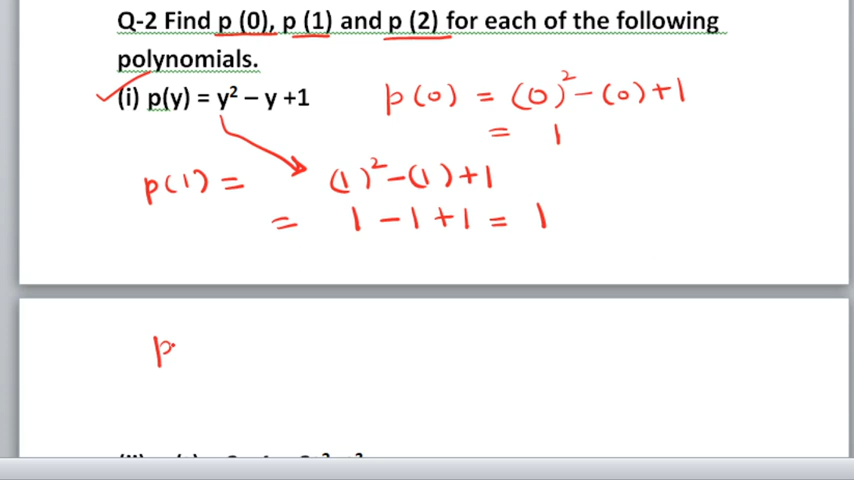 Q-2 Find p (0), p (1) and p (2) for each of the following
polynomials.
(i) p(y) = y² – y +1
p(0) = (0)² - (0) + 1
= 1
p(1) = (1)² - (1) + 1
= 1 - 1 + 1 = 1
p